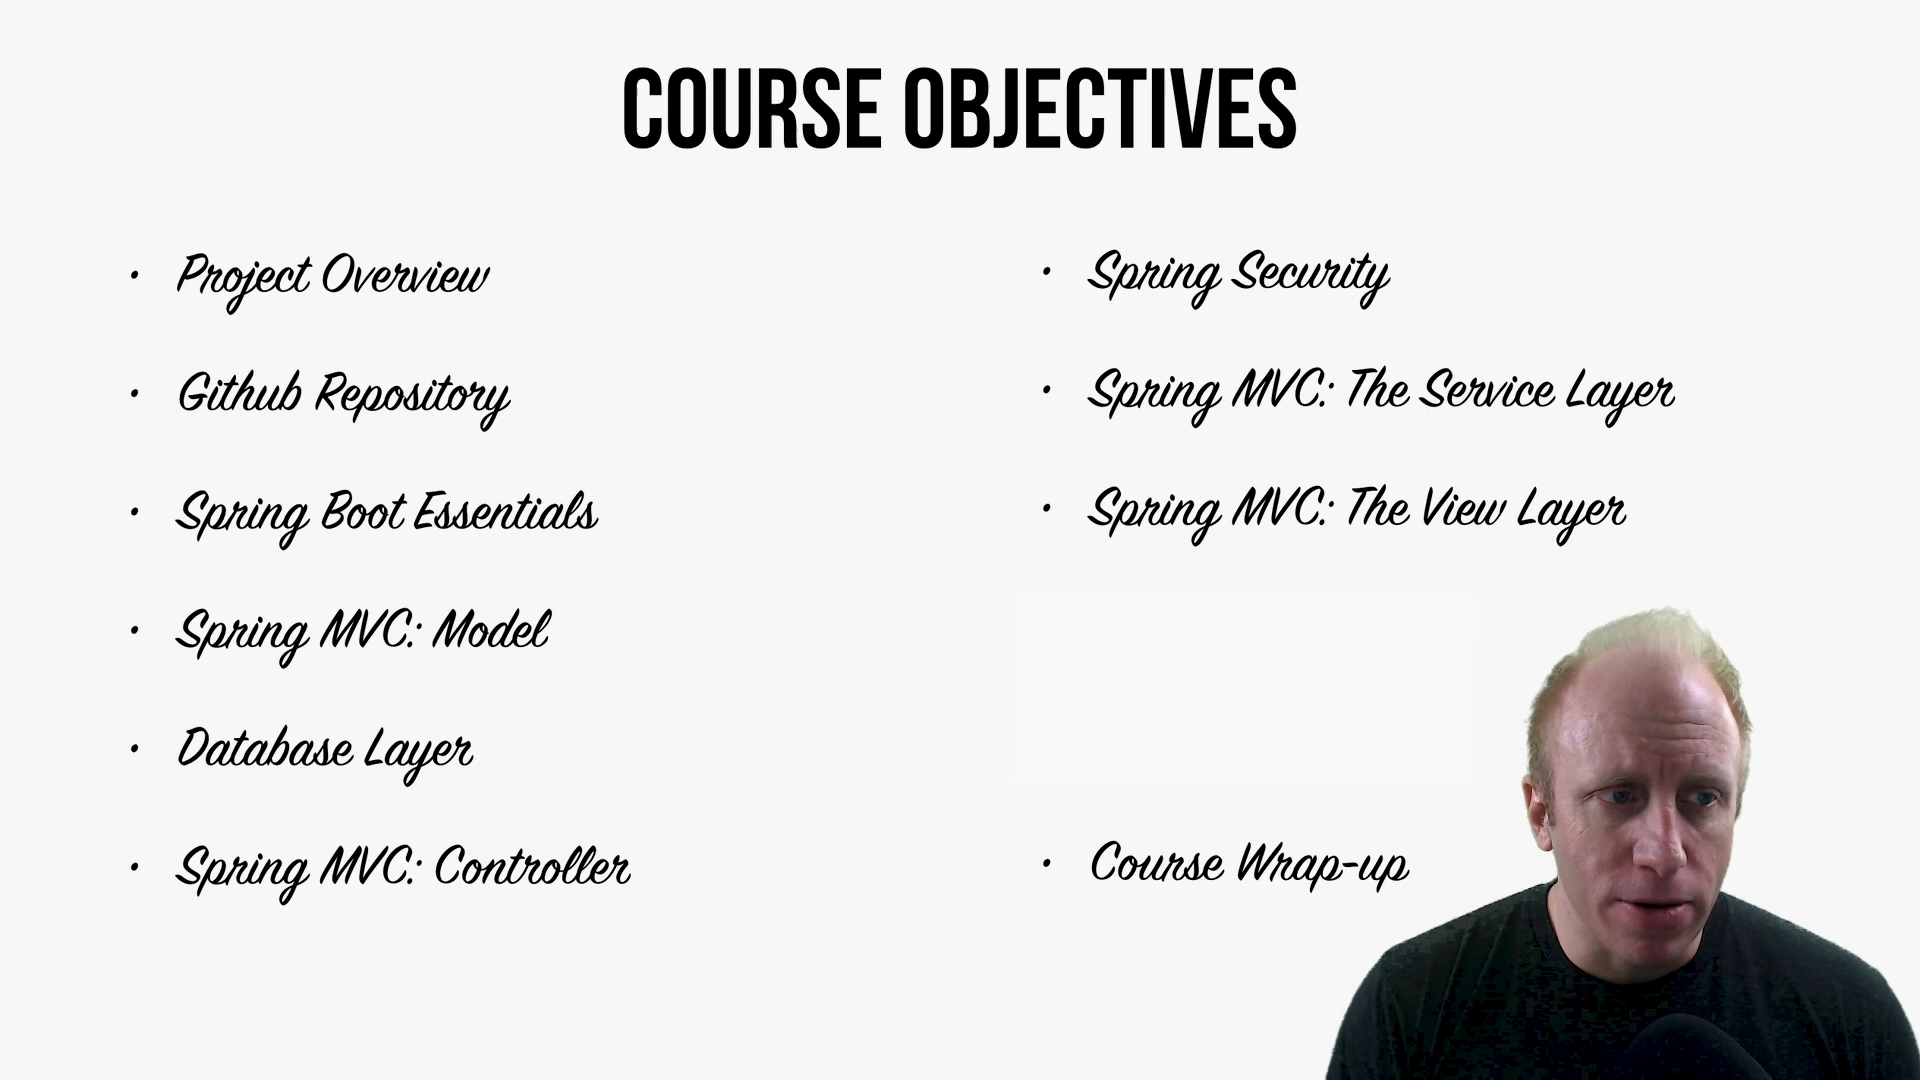 COURSE OBJECTIVES
• Project Overview
• Github Repository
• Spring Boot Essentials
• Spring MVC: Model
• Database Layer
• Spring MVC: Controller
• Spring Security
• Spring MVC: The Service Layer
• Spring MVC: The View Layer
• Course Wrap-up